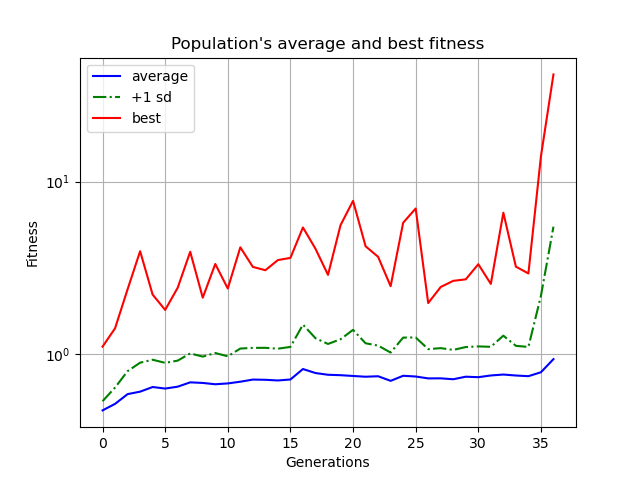 Population's average and best fitness
average
+1 sd
best
Fitness
10¹
10⁰
0 5 10 15 20 25 30 35
Generations